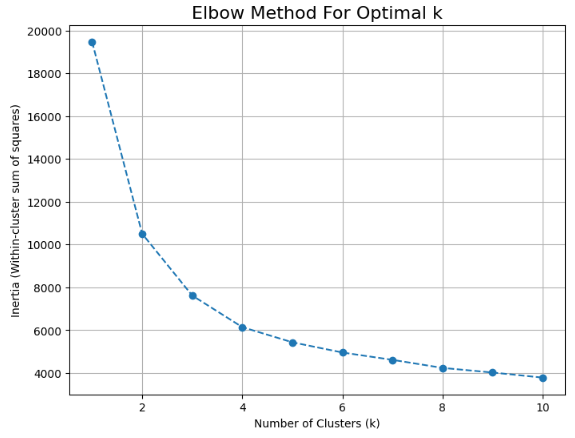 Elbow Method For Optimal k
20000
18000
16000
14000
12000
10000
8000
6000
4000
Inertia (Within-cluster sum of squares)
2 4 6 8 10
Number of Clusters (k)